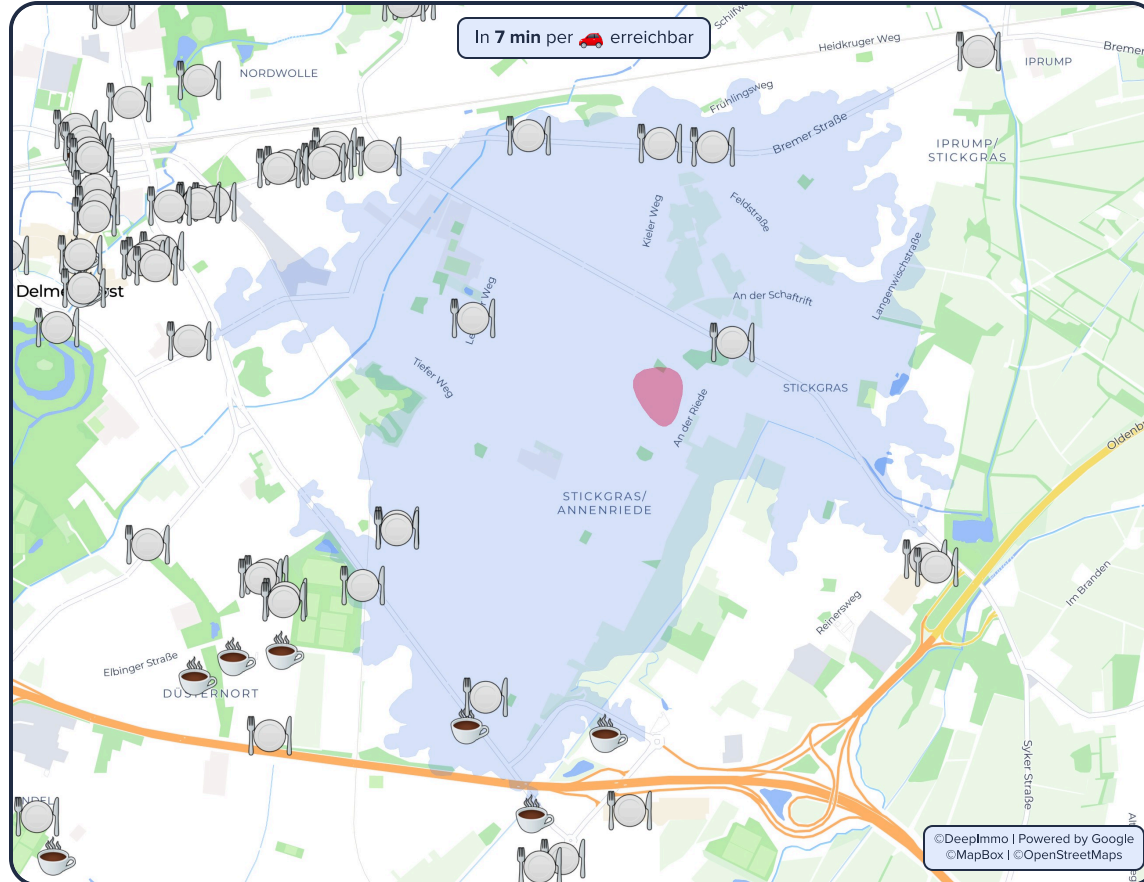 In 7 min per erreichbar
Heidkruger Weg
Bremer
NORDWOLLE
IPRUMP
Frühlingsweg
Bremer Straße
IPRUMP/
STICKGRAS
Kieler Weg
Feldstraße
Langenwischstraße
An der Schaftrift
Weg
Tiefer Weg
STICKGRAS
An der Riede
STICKGRAS/
ANNENRIEDE
Im Branden
Reinersweg
Elbinger Straße
DÜSTERNORT
Syker Straße
©DeepImmo | Powered by Google
©MapBox | ©OpenStreetMaps